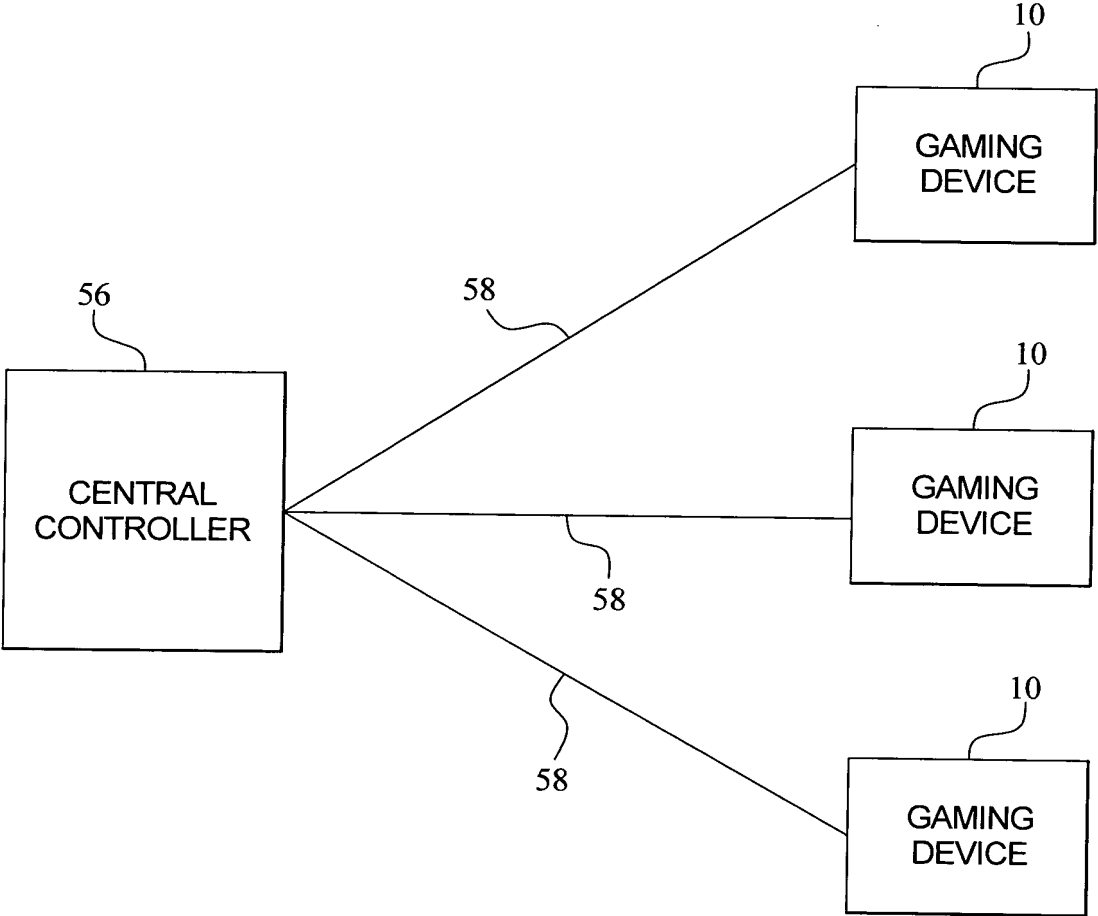 10
GAMING
DEVICE
58
56
10
CENTRAL
CONTROLLER
GAMING
DEVICE
58
10
58
GAMING
DEVICE